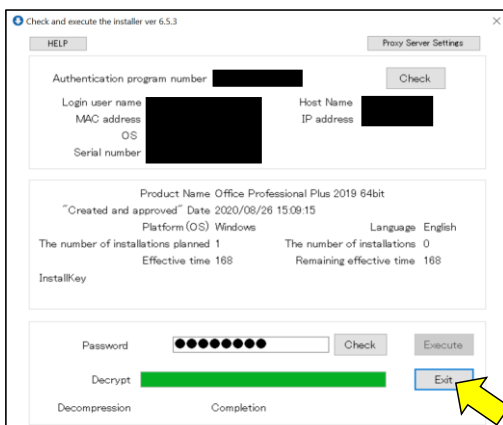 Check and execute the installer ver 6.5.3
HELP Proxy Server Settings
Authentication program number Check
Login user name Host Name
MAC address IP address
OS
Serial number
Product Name Office Professional Plus 2019 64bit
"Created and approved" Date 2020/08/26 15:09:15
Platform (OS) Windows Language English
The number of installations planned 1 The number of installations 0
Effective time 168 Remaining effective time 168
InstallKey
Password ●●●●●●●● Check Execute
Decrypt Exit
Decompression Completion